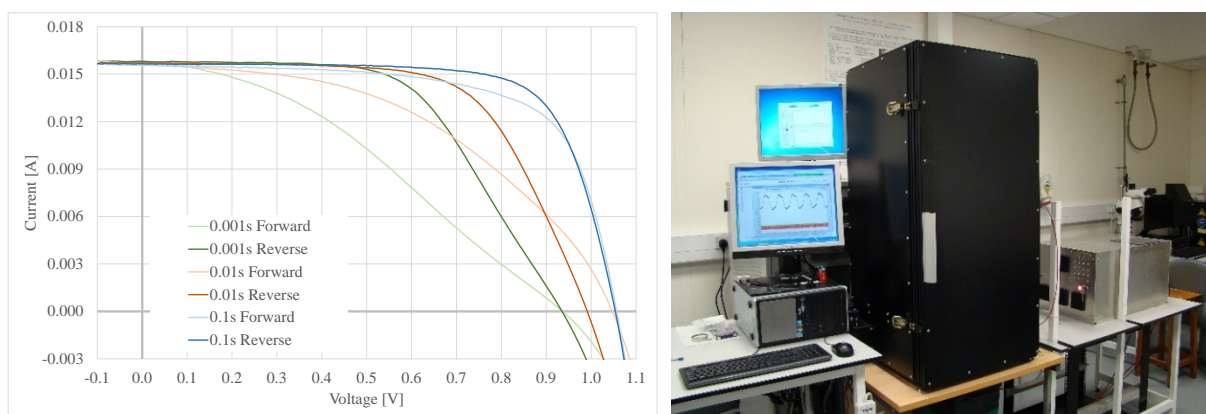 0.018
0.015
0.012
0.009
0.006
0.003
0.000
-0.003
Current [A]
0.001s Forward
0.001s Reverse
0.01s Forward
0.01s Reverse
0.1s Forward
0.1s Reverse
-0.1 0.0 0.1 0.2 0.3 0.4 0.5 0.6 0.7 0.8 0.9 1.0 1.1
Voltage [V]